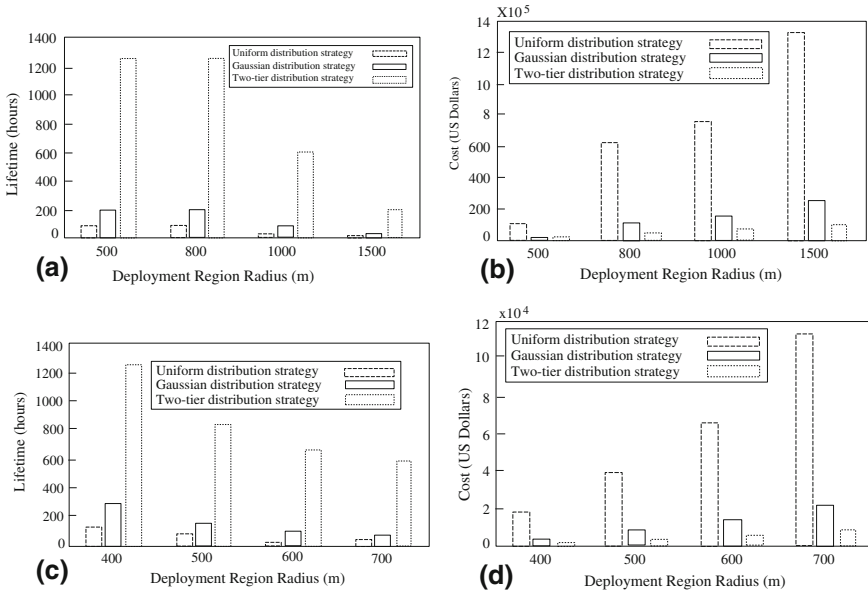 1400
1200
1000
800
600
400
200
0
Lifetime (hours)
Uniform distribution strategy
Gaussian distribution strategy
Two-tier distribution strategy
500 800 1000 1500
(a)
Deployment Region Radius (m)
X10^5
14
12
10
8
6
4
2
0
Cost (US Dollars)
Uniform distribution strategy
Gaussian distribution strategy
Two-tier distribution strategy
500 800 1000 1500
(b)
Deployment Region Radius (m)
1400
1200
1000
800
600
400
200
0
Lifetime (hours)
Uniform distribution strategy
Gaussian distribution strategy
Two-tier distribution strategy
400 500 600 700
(c)
Deployment Region Radius (m)
x10^4
12
10
8
6
4
2
0
Cost (US Dollars)
Uniform distribution strategy
Gaussian distribution strategy
Two-tier distribution strategy
400 500 600 700
(d)
Deployment Region Radius (m)